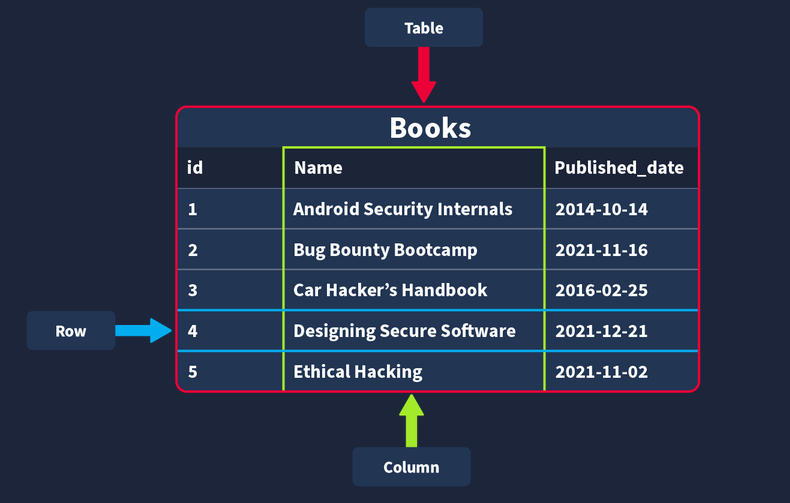 Table
Books
id Name Published_date
1 Android Security Internals 2014-10-14
2 Bug Bounty Bootcamp 2021-11-16
3 Car Hacker’s Handbook 2016-02-25
Row 4 Designing Secure Software 2021-12-21
5 Ethical Hacking 2021-11-02
Column